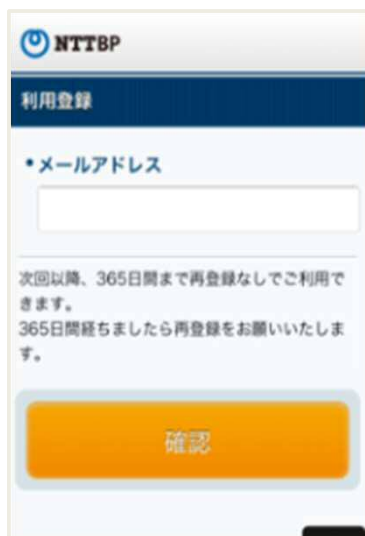 NTTBP
利用登録
•メールアドレス
次回以降、365日間まで再登録なしでご利用で
きます。
365日間経ちましたら再登録をお願いいたしま
す。
確認